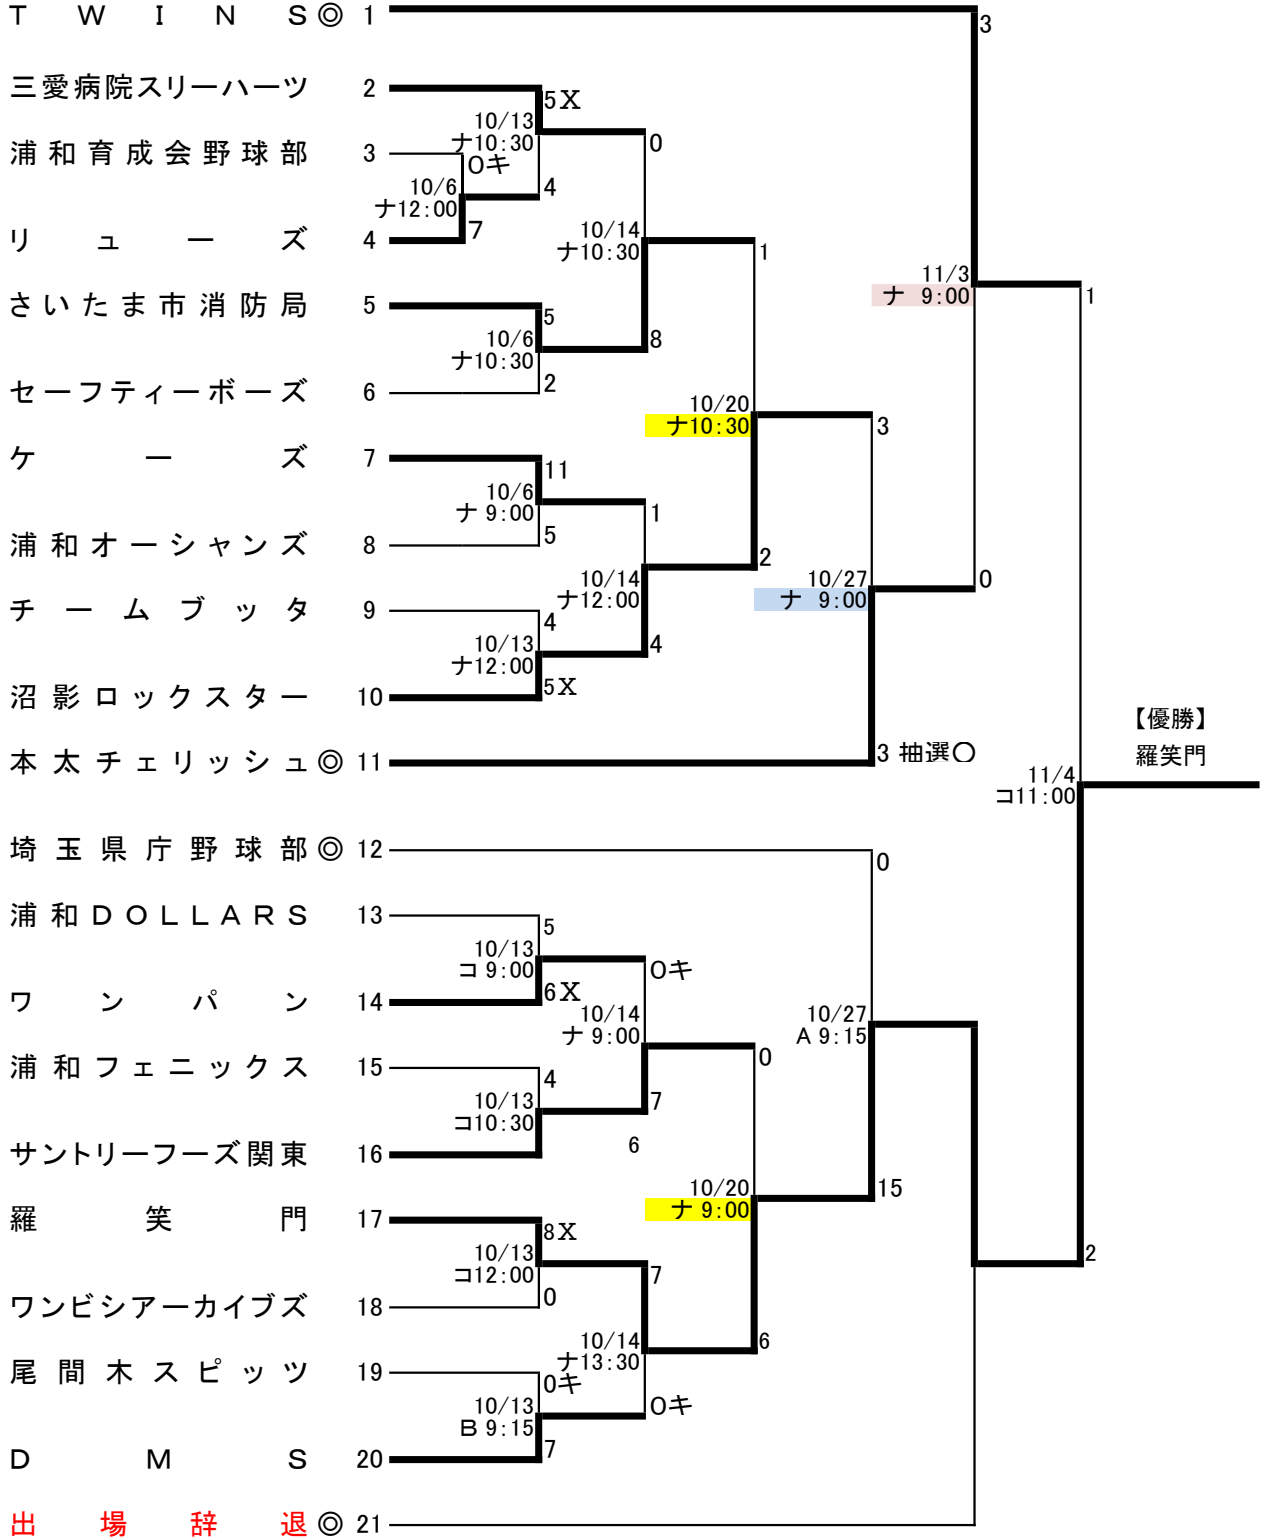 TWINS◎ 1
3
三愛病院スリーハーツ 2
5X
10/13
ナ10:30
0
浦和育成会野球部 3
0キ
10/6
ナ12:00
4
リューズ 4
7
10/14
ナ10:30
1
さいたま市消防局 5
5
10/6
ナ10:30
8
セーフティーボーズ 6
2
11/3
ナ 9:00
1
10/20
ナ10:30
3
ケーズ 7
11
10/6
ナ 9:00
1
浦和オーシャンズ 8
5
10/14
ナ12:00
2
チームブッタ 9
4
10/13
ナ12:00
4
沼影ロックスター 10
5X
10/27
ナ 9:00
0
本太チェリッシュ◎ 11
3 抽選〇
【優勝】
羅笑門
11/4
コ11:00
埼玉県庁野球部◎ 12
0
浦和DOLLARS 13
5
10/13
コ 9:00
0キ
ワンパン 14
6X
10/14
ナ 9:00
0
10/27
A 9:15
浦和フェニックス 15
4
10/13
コ10:30
7
サントリーフーズ関東 16
6
10/20
ナ 9:00
15
羅笑門 17
8X
10/13
コ12:00
7
2
ワンビシアーカイブズ 18
0
10/14
ナ13:30
6
尾間木スピッツ 19
0キ
10/13
B 9:15
0キ
DMS 20
7
出場辞退◎ 21